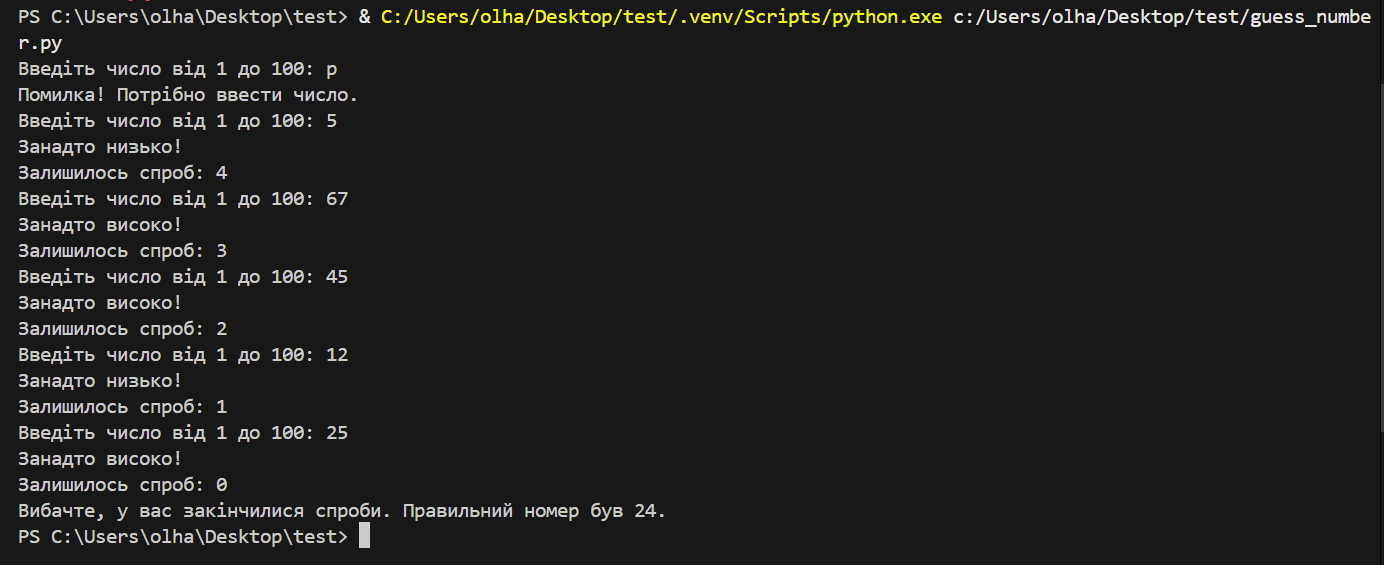 PS C:\Users\olha\Desktop\test> & C:/Users/olha/Desktop/test/.venv/Scripts/python.exe c:/Users/olha/Desktop/test/guess_numbe
r.py
Введіть число від 1 до 100: p
Помилка! Потрібно ввести число.
Введіть число від 1 до 100: 5
Занадто низько!
Залишилось спроб: 4
Введіть число від 1 до 100: 67
Занадто високо!
Залишилось спроб: 3
Введіть число від 1 до 100: 45
Занадто високо!
Залишилось спроб: 2
Введіть число від 1 до 100: 12
Занадто низько!
Залишилось спроб: 1
Введіть число від 1 до 100: 25
Занадто високо!
Залишилось спроб: 0
Вибачте, у вас закінчилися спроби. Правильний номер був 24.
PS C:\Users\olha\Desktop\test>